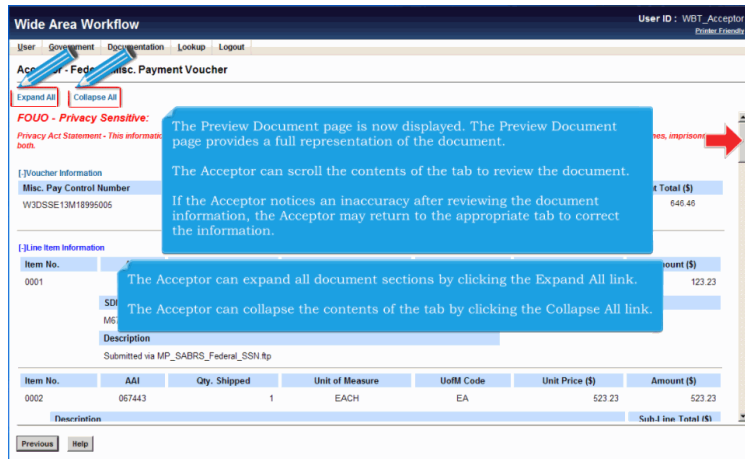 Wide Area Workflow
User ID : WBT_Acceptor
Printer Friendly
User Government Documentation Lookup Logout
Acceptor - Federal Misc. Payment Voucher
Expand All Collapse All
FOUO - Privacy Sensitive:
Privacy Act Statement - This informatio
nes, imprison
both.
The Preview Document page is now displayed. The Preview Document
page provides a full representation of the document.
The Acceptor can scroll the contents of the tab to review the document.
If the Acceptor notices an inaccuracy after reviewing the document
information, the Acceptor may return to the appropriate tab to correct
the information.
[-]Voucher Information
Misc. Pay Control Number
t Total ($)
W3DSSE13M18995005
646.46
[-]Line Item Information
Item No.
ount ($)
0001
123.23
The Acceptor can expand all document sections by clicking the Expand All link.
The Acceptor can collapse the contents of the tab by clicking the Collapse All link.
Description
Submitted via MP_SABRS_Federal_SSN.ftp
Item No. AAI Qty. Shipped Unit of Measure UofM Code Unit Price ($) Amount ($)
0002 067443 1 EACH EA 523.23 523.23
Description Sub-Line Total ($)
Previous Help